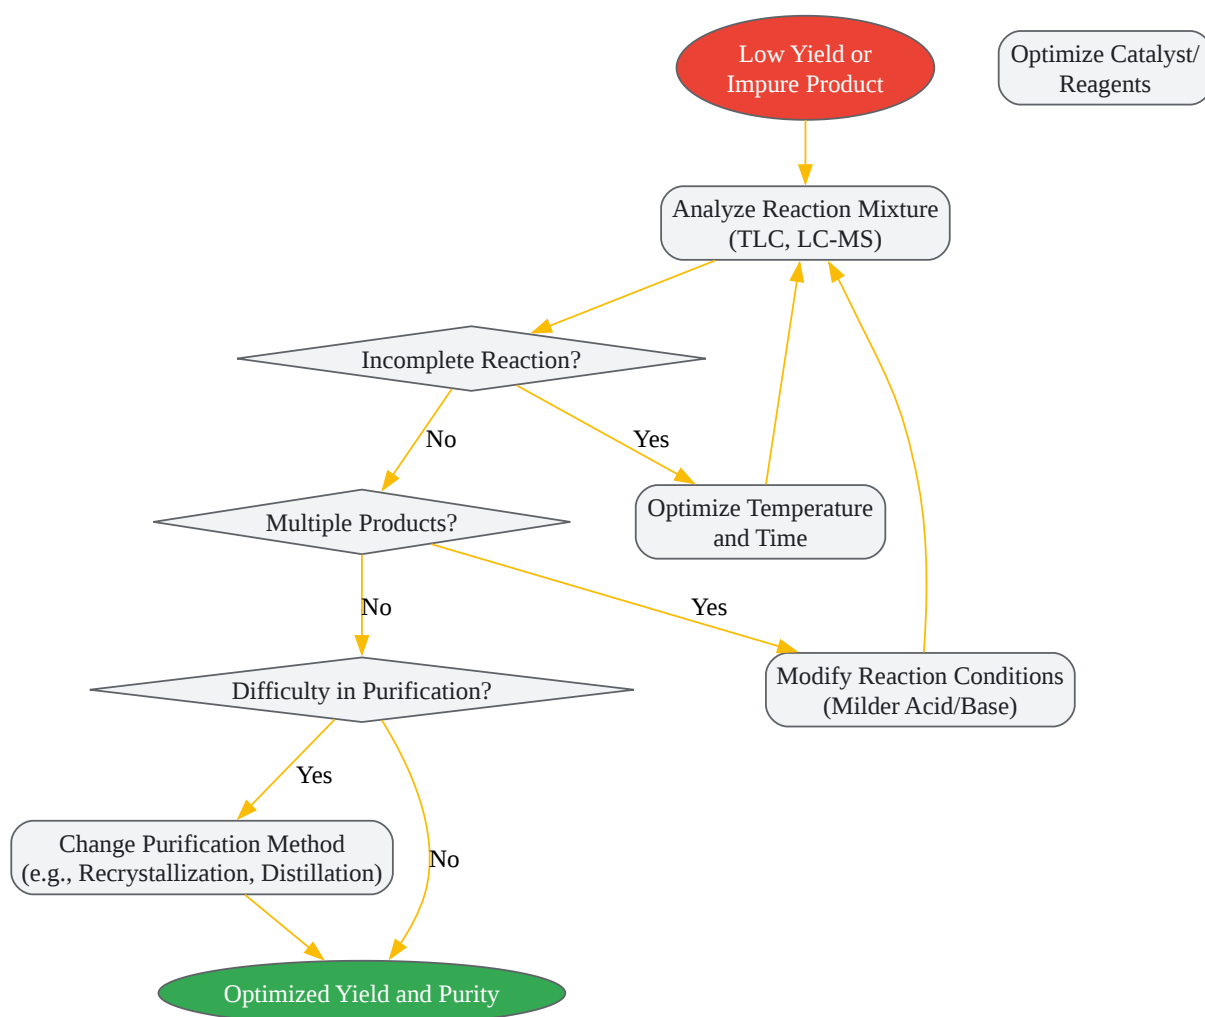 Low Yield or
Impure Product
Optimize Catalyst/
Reagents
Analyze Reaction Mixture
(TLC, LC-MS)
Incomplete Reaction?
No
Yes
Multiple Products?
Optimize Temperature
and Time
No
Yes
Difficulty in Purification?
Modify Reaction Conditions
(Milder Acid/Base)
Yes
Change Purification Method
(e.g., Recrystallization, Distillation)
No
Optimized Yield and Purity